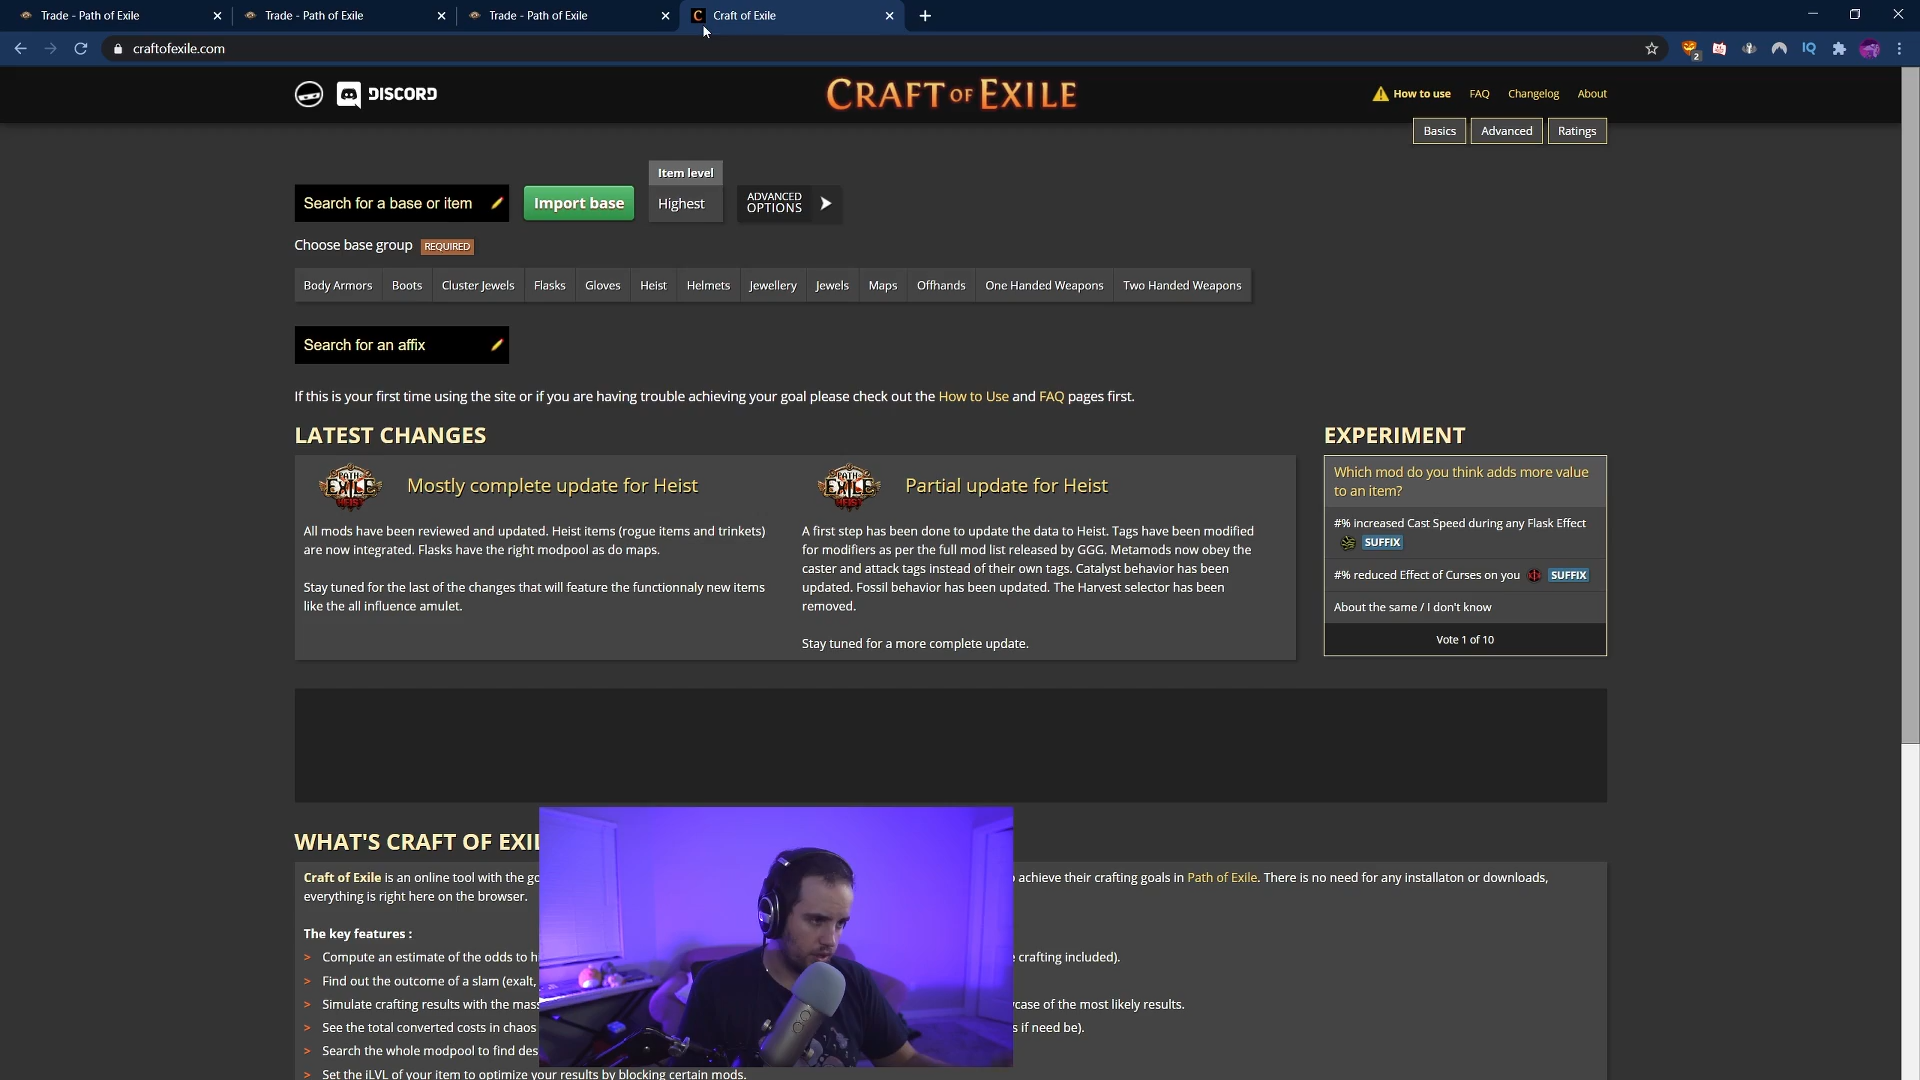 Trade - Path of Exile
Trade - Path of Exile
Trade - Path of Exile
C Craft of Exile
craftofexile.com
2
IQ
DISCORD
CRAFT OF EXILE
How to use
FAQ
Changelog
About
Basics
Advanced
Ratings
Item level
Search for a base or item
Import base
Highest
ADVANCED
OPTIONS
Choose base group REQUIRED
Body Armors
Boots
Cluster Jewels
Flasks
Gloves
Heist
Helmets
Jewellery
Jewels
Maps
Offhands
One Handed Weapons
Two Handed Weapons
Search for an affix
If this is your first time using the site or if you are having trouble achieving your goal please check out the How to Use and FAQ pages first.
LATEST CHANGES
PATH OF
EXILE
HEIST
Mostly complete update for Heist
All mods have been reviewed and updated. Heist items (rogue items and trinkets)
are now integrated. Flasks have the right modpool as do maps.
Stay tuned for the last of the changes that will feature the functionnaly new items
like the all influence amulet.
PATH OF
EXILE
HEIST
Partial update for Heist
A first step has been done to update the data to Heist. Tags have been modified
for modifiers as per the full mod list released by GGG. Metamods now obey the
caster and attack tags instead of their own tags. Catalyst behavior has been
updated. Fossil behavior has been updated. The Harvest selector has been
removed.
Stay tuned for a more complete update.
EXPERIMENT
Which mod do you think adds more value
to an item?
#% increased Cast Speed during any Flask Effect
SUFFIX
#% reduced Effect of Curses on you SUFFIX
About the same / I don't know
Vote 1 of 10
WHAT'S CRAFT OF EXIL
Craft of Exile is an online tool with the go achieve their crafting goals in Path of Exile. There is no need for any installaton or downloads,
everything is right here on the browser.
The key features :
> Compute an estimate of the odds to h e crafting included).
> Find out the outcome of a slam (exalt,
> Simulate crafting results with the mass case of the most likely results.
> See the total converted costs in chaos s if need be).
> Search the whole modpool to find des
> Set the iLVL of your item to optimize your results by blocking certain mods.